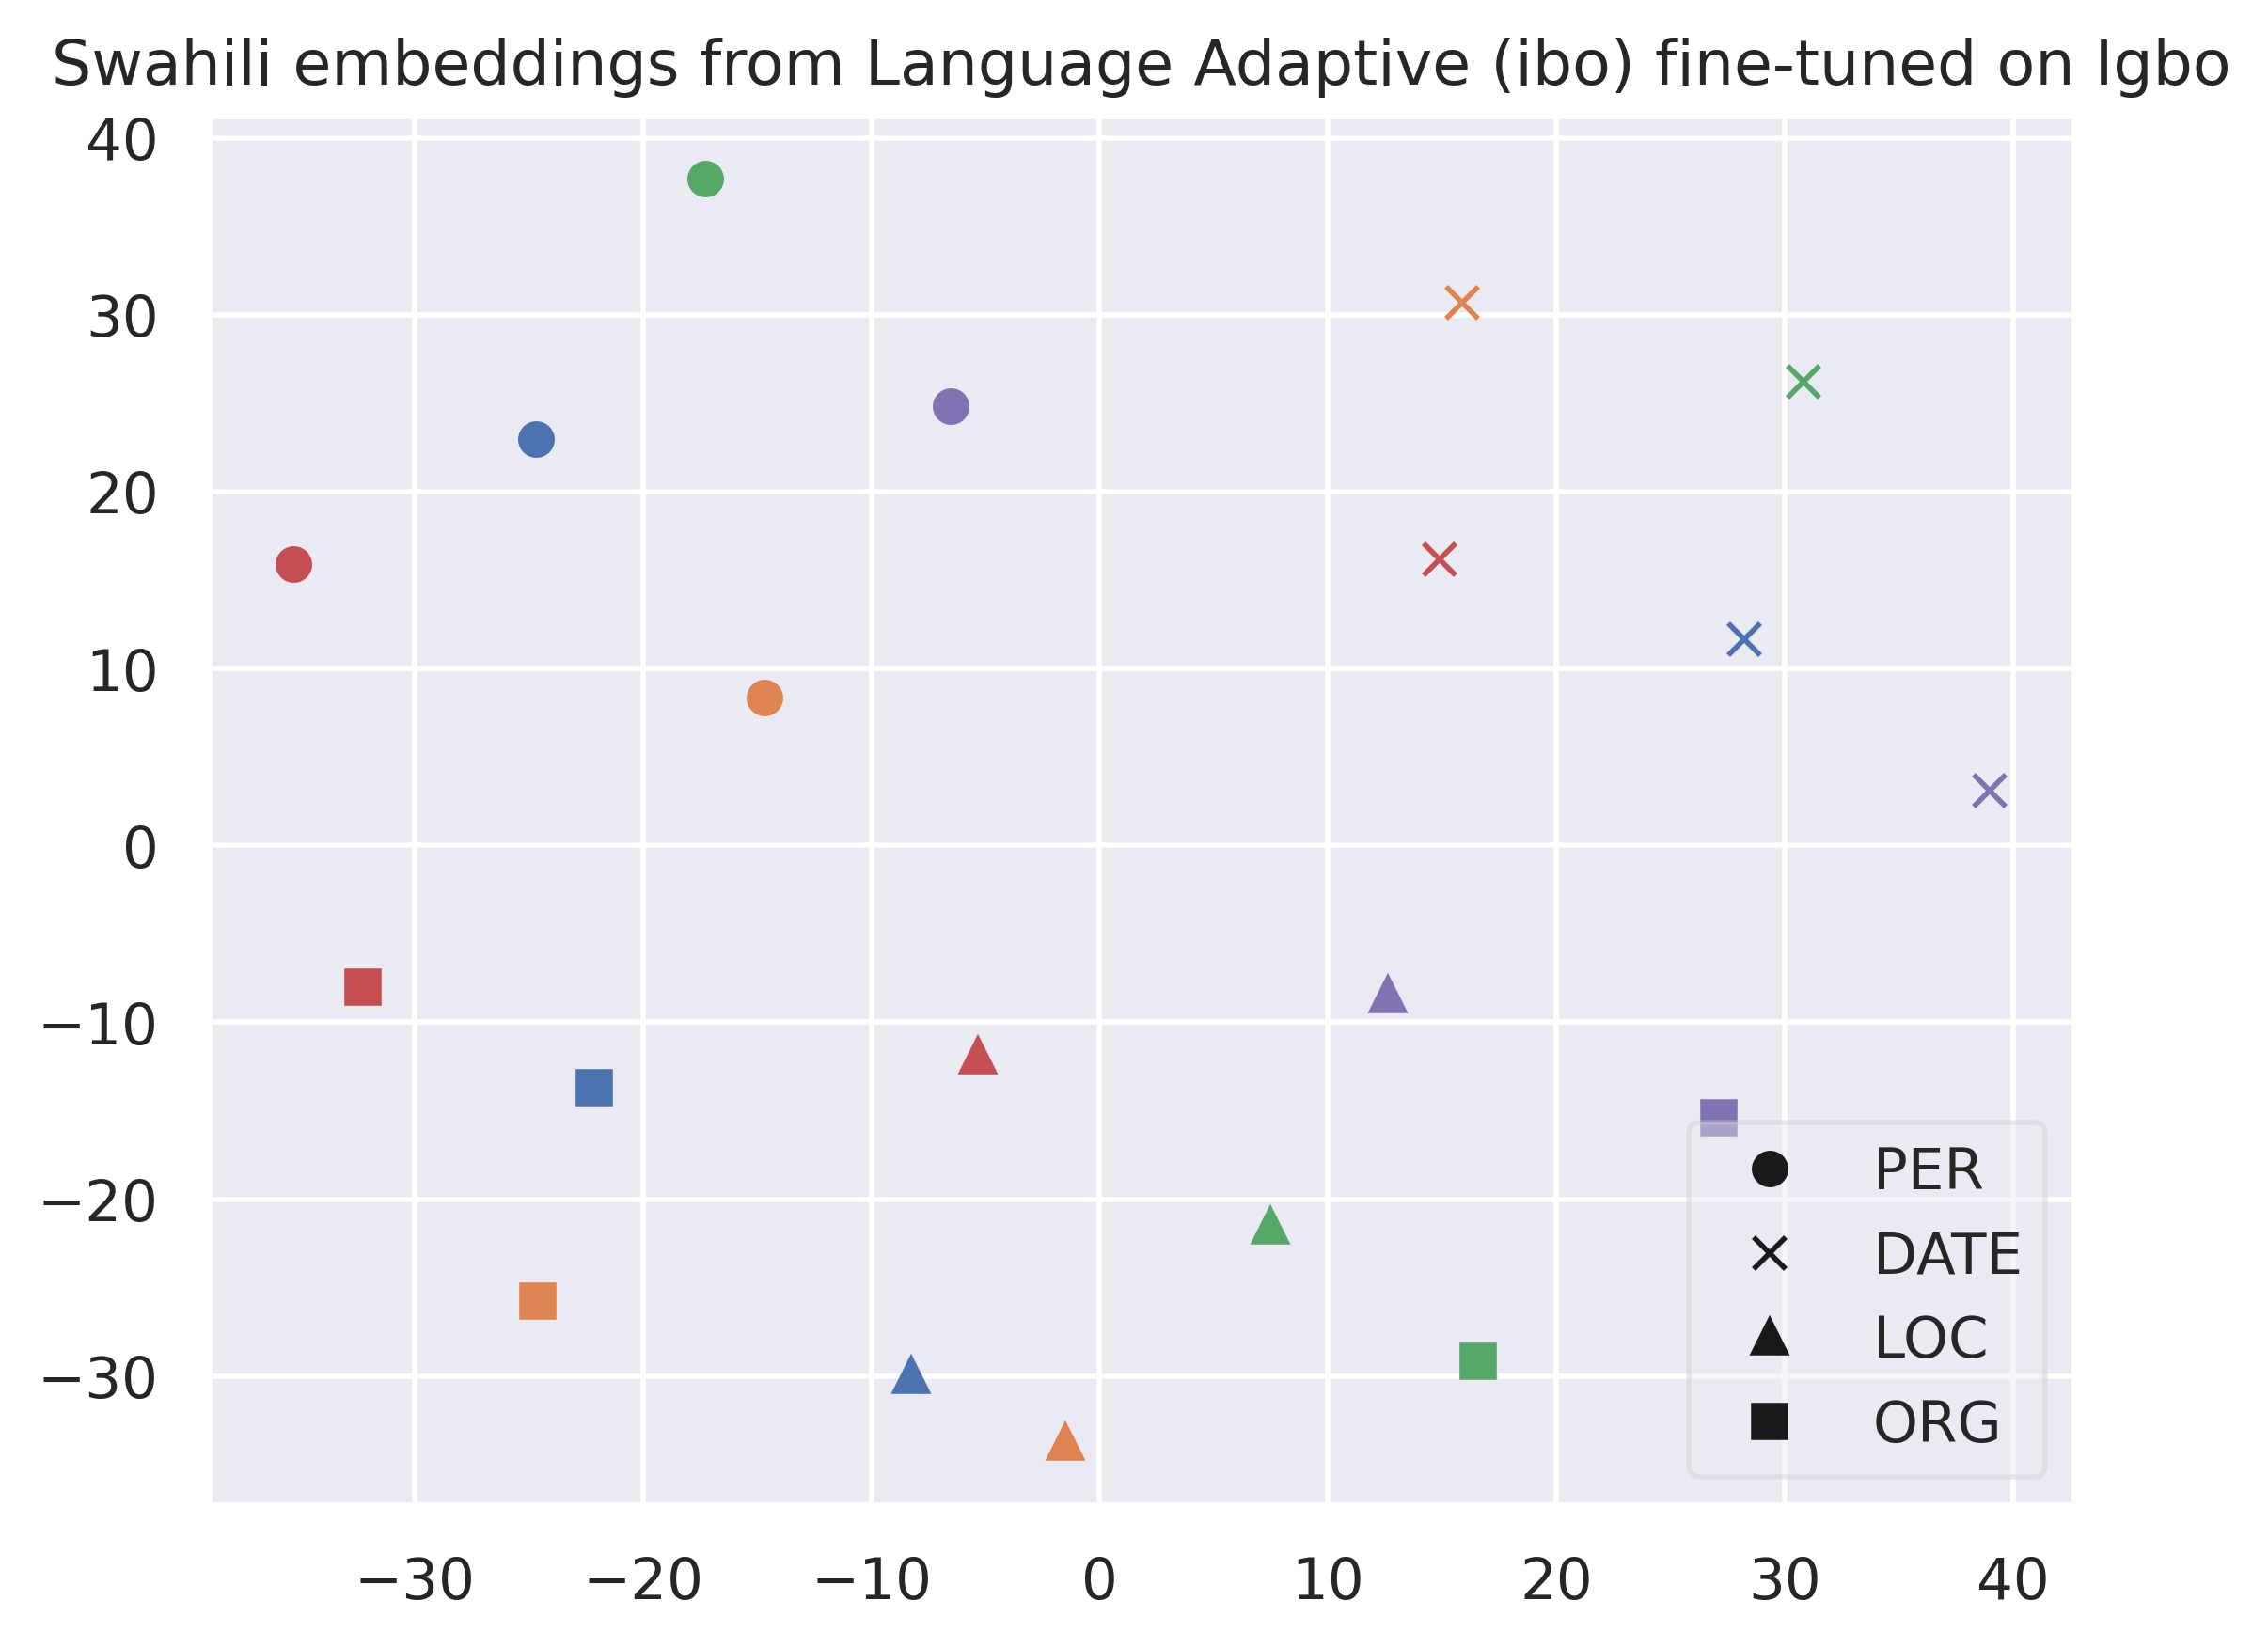 Swahili embeddings from Language Adaptive (ibo) fine-tuned on Igbo
40
30
20
10
0
−10
−20
−30
PER
DATE
LOC
ORG
−30 −20 −10 0 10 20 30 40